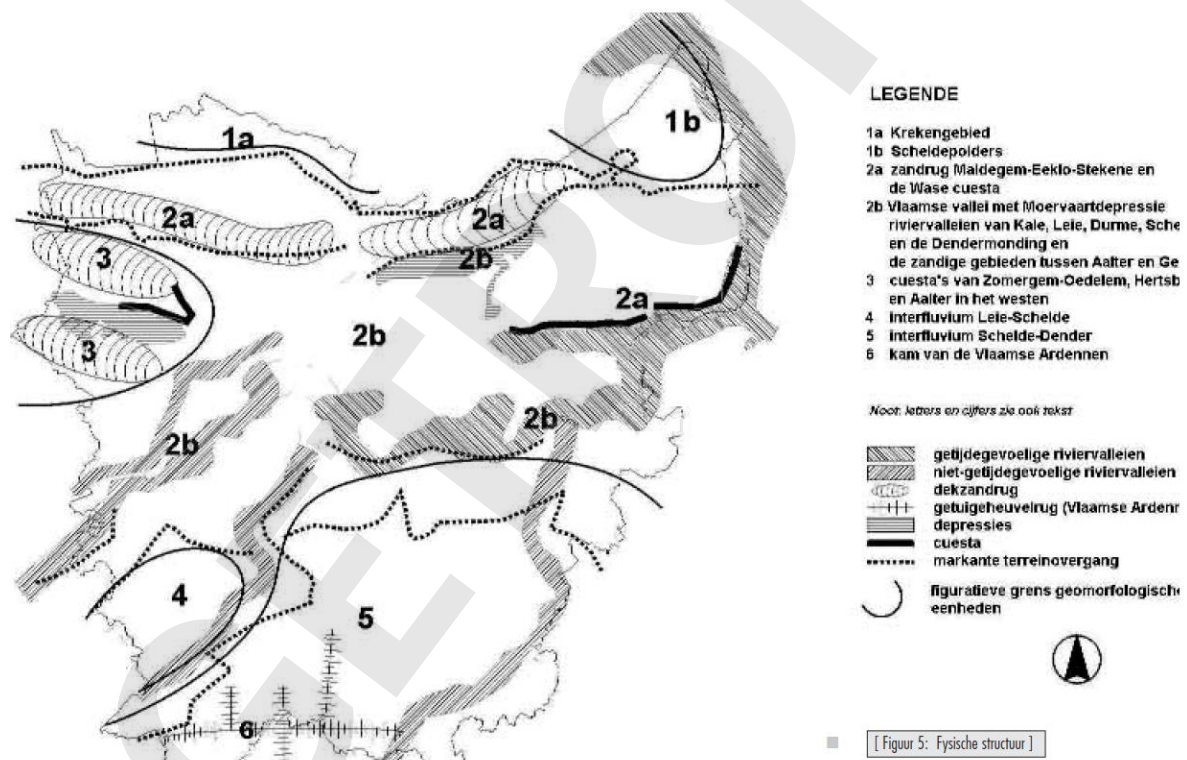 1a
1b
2a
2a
2b
3
2a
2b
3
2b
2b
4
5
6
LEGENDE
1a Krekengebied
1b Scheldepolders
2a zandrug Maldegem-Eeklo-Stekene en
de Wase cuesta
2b Vlaamse vallei met Moervaartdepressie
riviervalleien van Kale, Leie, Durme, Sche
en de Dendermonding en
de zandige gebieden tussen Aalter en Ge
3 cuesta's van Zomergem-Oedelem, Hertsb
en Aalter in het westen
4 interfluvium Leie-Schelde
5 interfluvium Schelde-Dender
6 kam van de Vlaamse Ardennen
Noot: letters en cijfers zie ook tekst
getijdegevoelige riviervalleien
niet-getijdegevoelige riviervalleien
dekzandrug
getuigeheuvelrug (Vlaamse Ardenn
depressies
cuesta
markante terreinovergang
figuratieve grens geomorfologisch
eenheden
[ Figuur 5: Fysische structuur ]